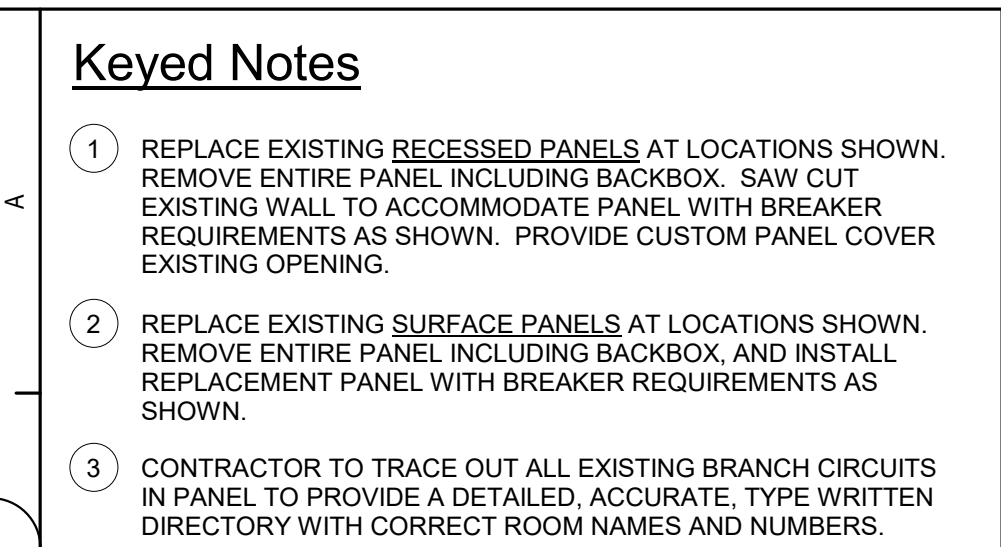 Keyed Notes
1 REPLACE EXISTING RECESSED PANELS AT LOCATIONS SHOWN.
REMOVE ENTIRE PANEL INCLUDING BACKBOX.  SAW CUT
EXISTING WALL TO ACCOMMODATE PANEL WITH BREAKER
REQUIREMENTS AS SHOWN.  PROVIDE CUSTOM PANEL COVER
EXISTING OPENING.
2 REPLACE EXISTING SURFACE PANELS AT LOCATIONS SHOWN.
REMOVE ENTIRE PANEL INCLUDING BACKBOX, AND INSTALL
REPLACEMENT PANEL WITH BREAKER REQUIREMENTS AS
SHOWN.
3 CONTRACTOR TO TRACE OUT ALL EXISTING BRANCH CIRCUITS
IN PANEL TO PROVIDE A DETAILED, ACCURATE, TYPE WRITTEN
DIRECTORY WITH CORRECT ROOM NAMES AND NUMBERS.
A